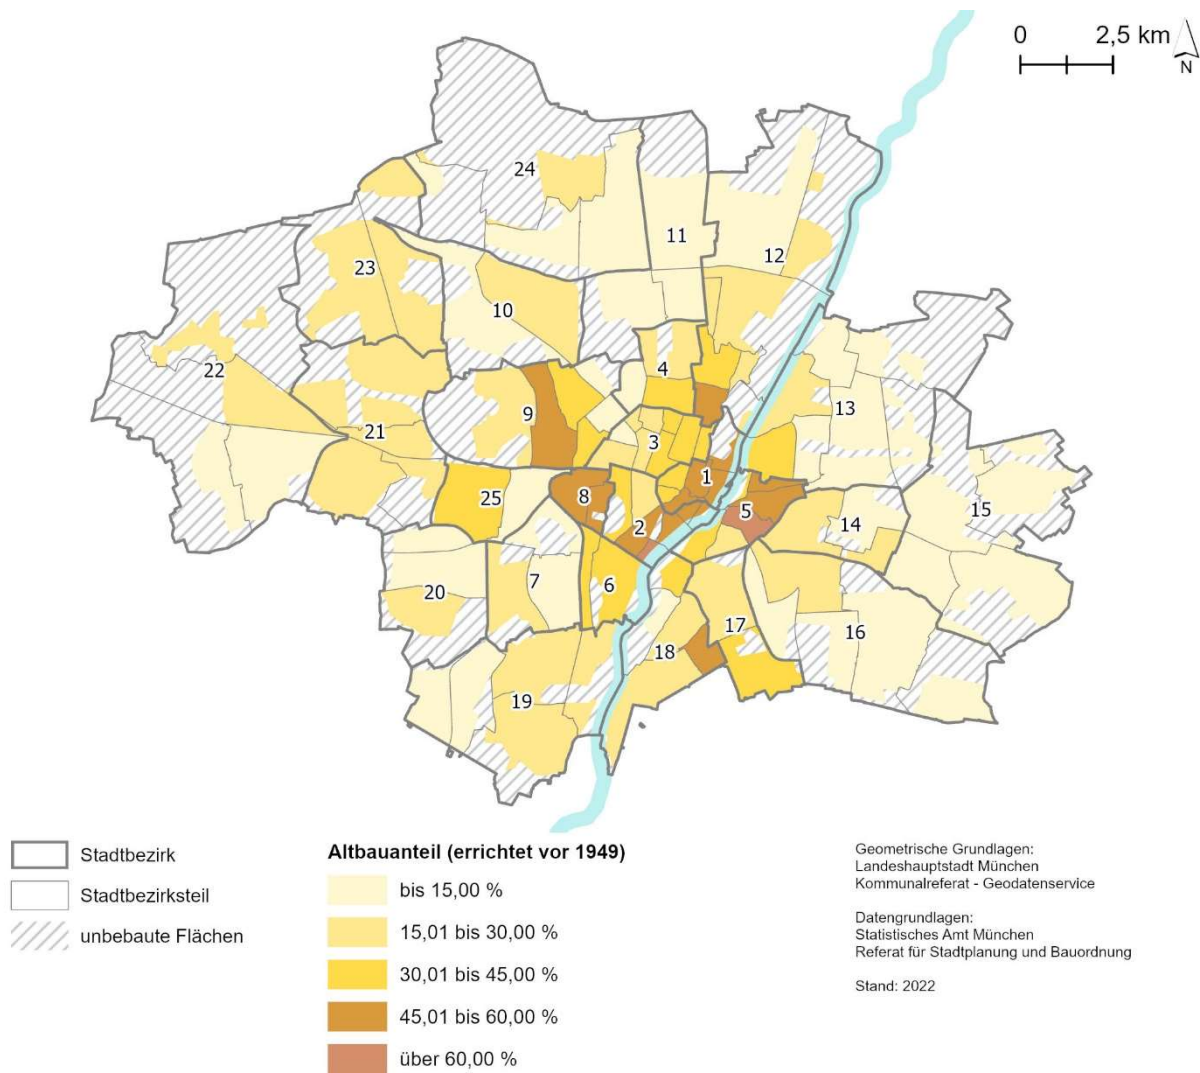 0 2,5 km
N
24
11
12
23
10
4
22
9
13
21
3
1
8
25
5
15
2
14
7
6
20
17
16
18
19
Stadtbezirk
Stadtbezirksteil
unbebaute Flächen
Altbauanteil (errichtet vor 1949)
bis 15,00 %
15,01 bis 30,00 %
30,01 bis 45,00 %
45,01 bis 60,00 %
über 60,00 %
Geometrische Grundlagen:
Landeshauptstadt München
Kommunalreferat - Geodatenservice
Datengrundlagen:
Statistisches Amt München
Referat für Stadtplanung und Bauordnung
Stand: 2022